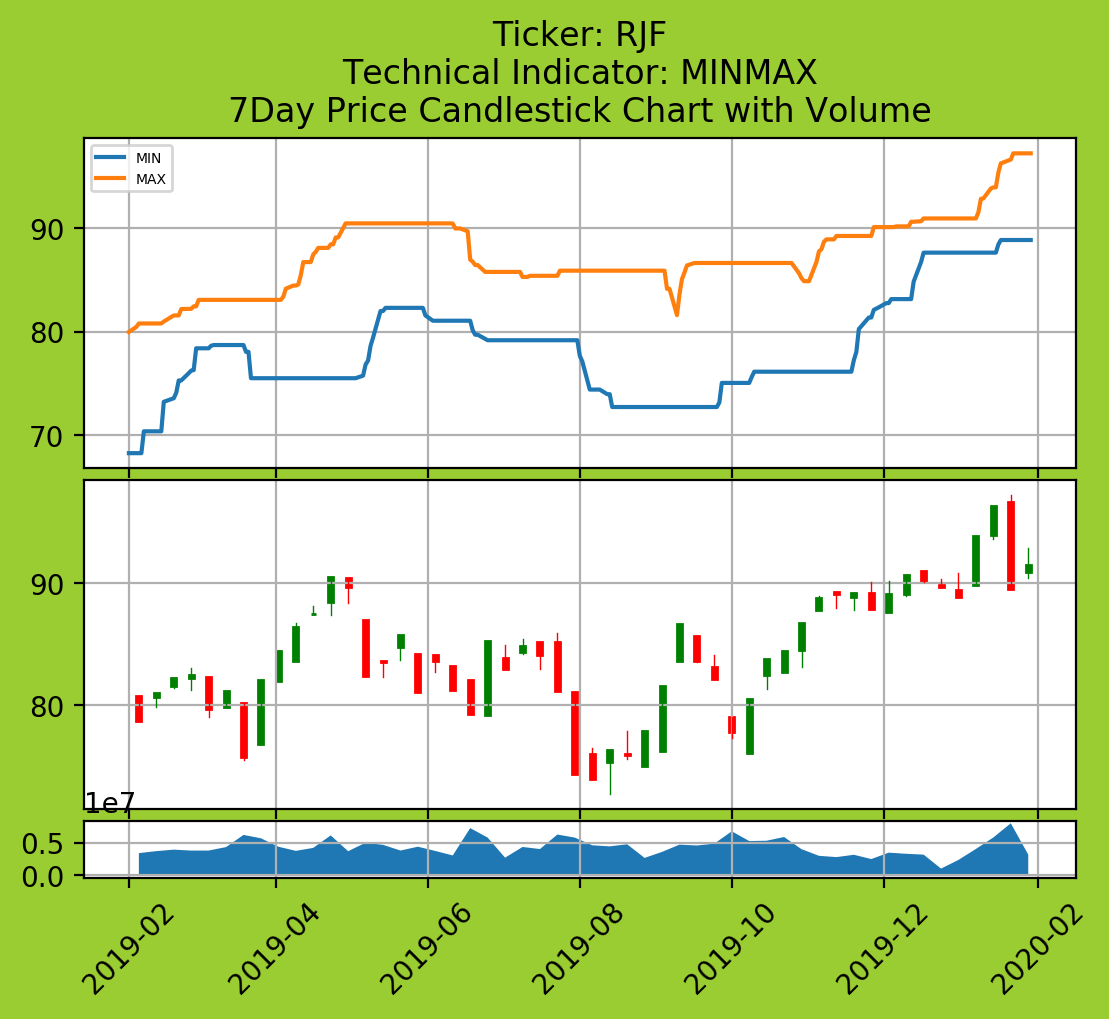 Ticker: RJF
Technical Indicator: MINMAX
7Day Price Candlestick Chart with Volume
MIN
MAX
90
80
70
90
80
1e7
0.5
0.0
2019-02
2019-04
2019-06
2019-08
2019-10
2019-12
2020-02